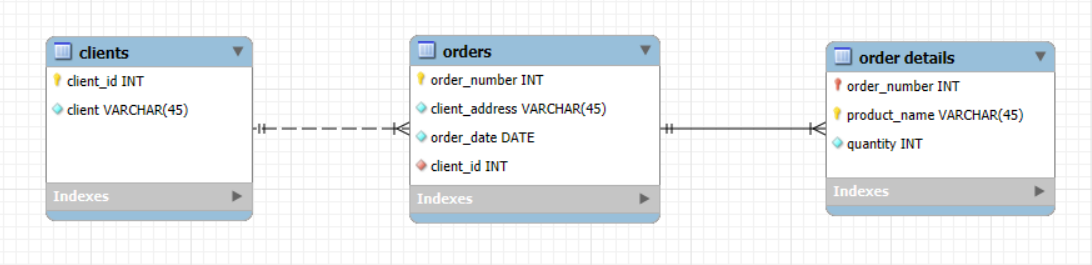 clients
client_id INT
client VARCHAR(45)
Indexes
orders
order_number INT
client_address VARCHAR(45)
order_date DATE
client_id INT
Indexes
order details
order_number INT
product_name VARCHAR(45)
quantity INT
Indexes